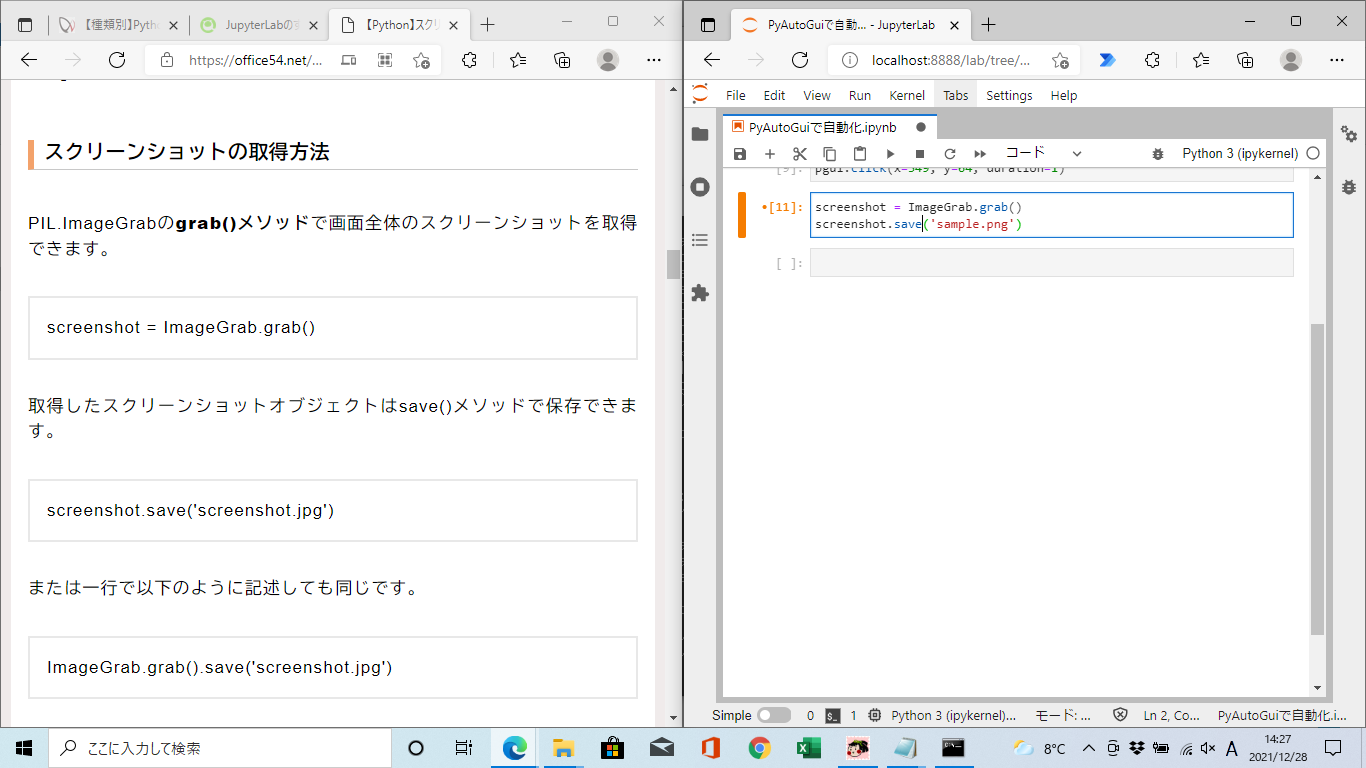 【種類別】Pyth
JupyterLabの
【Python】スクリ
https://office54.net/...
スクリーンショットの取得方法
PIL.ImageGrabのgrab()メソッドで画面全体のスクリーンショットを取得
できます。
screenshot = ImageGrab.grab()
取得したスクリーンショットオブジェクトはsave()メソッドで保存できま
す。
screenshot.save('screenshot.jpg')
または一行で以下のように記述しても同じです。
ImageGrab.grab().save('screenshot.jpg')
PyAutoGuiで自動... - JupyterLab
localhost:8888/lab/tree/...
File Edit View Run Kernel Tabs Settings Help
PyAutoGuiで自動化.ipynb
コード
Python 3 (ipykernel)
[9]: pgui.click(x=549, y=64, duration=1)
•[11]: screenshot = ImageGrab.grab()
screenshot.save('sample.png')
[ ]:
Simple 0 $_ 1 Python 3 (ipykernel)... モード: ... Ln 2, Co... PyAutoGuiで自動化.i...
ここに入力して検索
8°C
A
14:27
2021/12/28